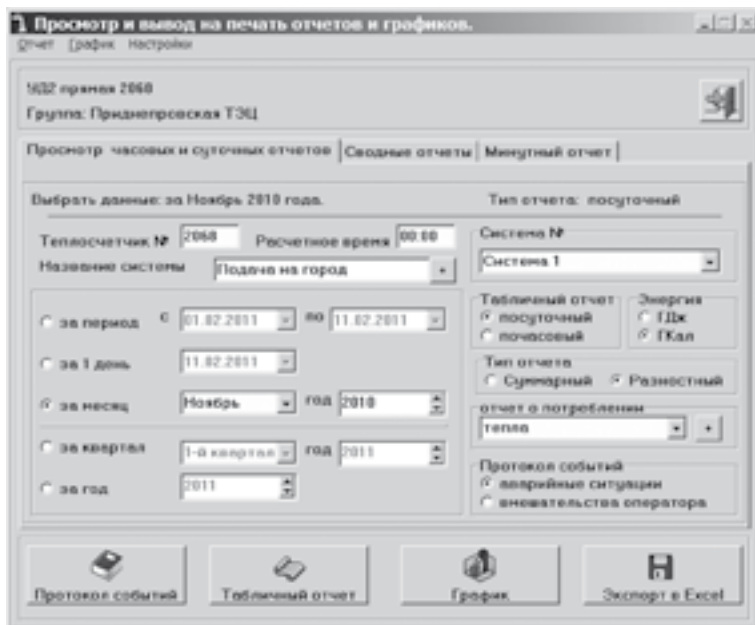 Просмотр и вывод на печать отчетов и графиков.
Отчет График Настройки
УД2 прямая 2068
Группа: Приднепровская ТЭЦ
Просмотр часовых и суточных отчетов Сводные отчеты Минутный отчет
Выбрать данные: за Ноябрь 2010 года. Тип отчета: посуточный
Теплосчетчик № 2068 Расчетное время 00:00
Система №
Название системы Подача на город +
Система 1
Табличный отчет Энергия
за период с 01.02.2011 по 11.02.2011
посуточный ГДж
почасовый ГКал
за 1 день 11.02.2011
Тип отчета
Суммарный Разностный
за месяц Ноябрь год 2010
отчет о потреблении
тепла +
за квартал 1-й квартал год 2011
Протокол событий
за год 2011
аварийные ситуации
вмешательства оператора
Протокол событий Табличный отчет График Экспорт в Excel